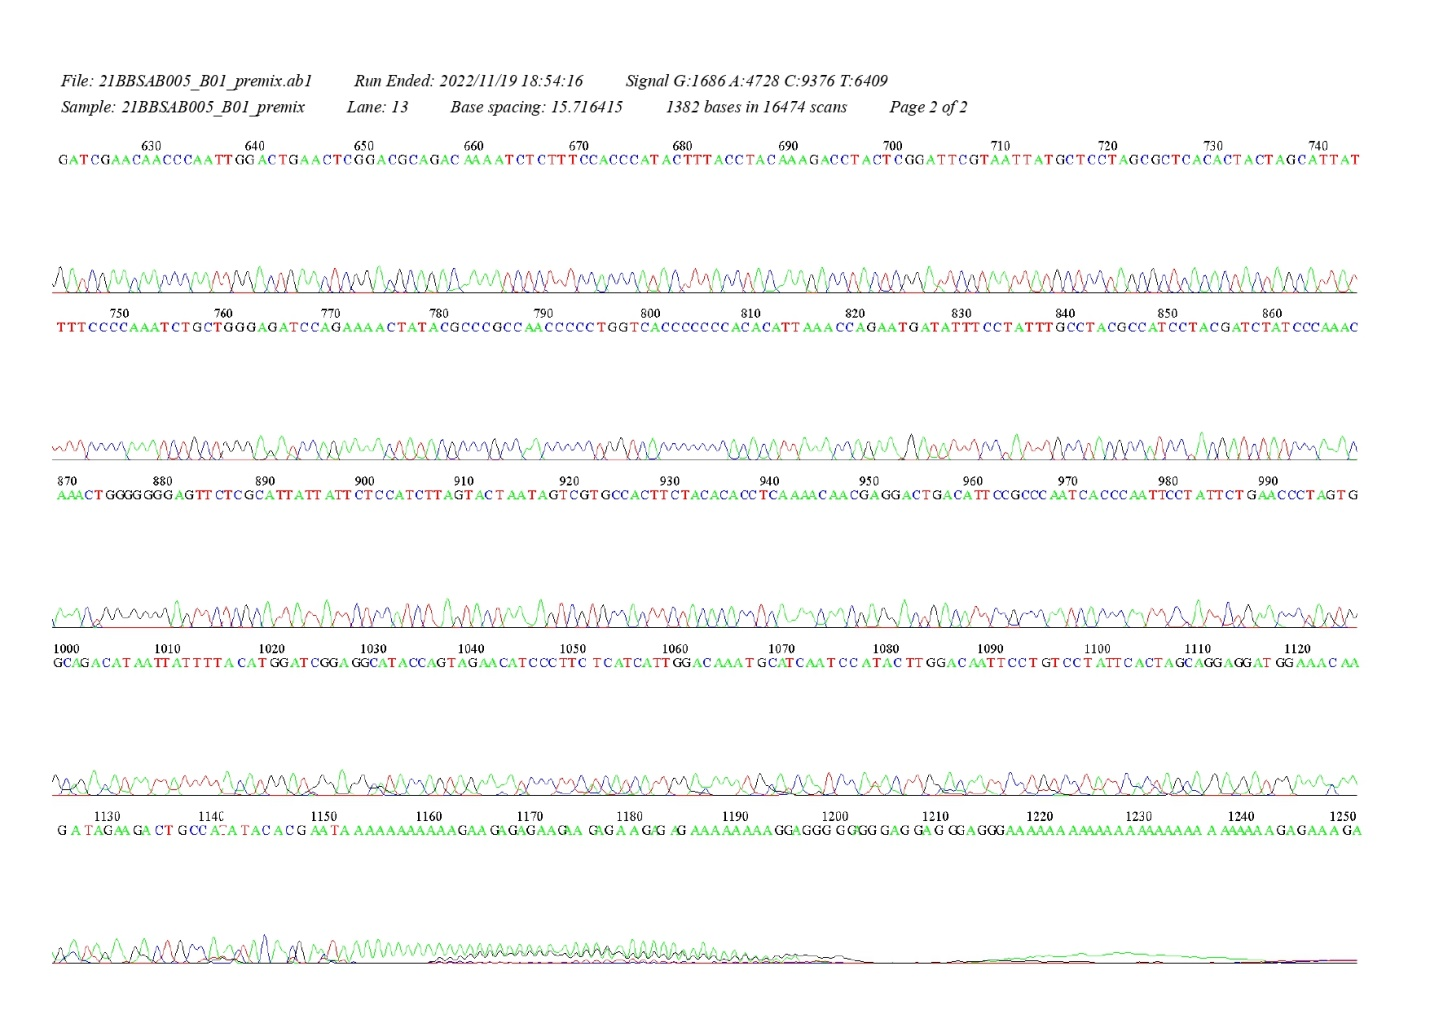 File: 21BBSAB005_B01_premix.ab1 Run Ended: 2022/11/19 18:54:16 Signal G:1686 A:4728 C:9376 T:6409
Sample: 21BBSAB005_B01_premix Lane: 13 Base spacing: 15.716415 1382 bases in 16474 scans Page 2 of 2
630 640 650 660 670 680 690 700 710 720 730 740
GATCGAACAACCCAATTGGACTGAACTCGGACGCAGACAAAATCTCTTTCCACCCATACTTTACCTACAAAGACCTACTCGGATTCGTAATTATGCTCCTAGCGCTCACACTACTAGCATTAT
750 760 770 780 790 800 810 820 830 840 850 860
TTTCCCCAAATCTGCTGGGAGATCCAGAAAACTATACGCCCGCCAACCCCCTGGTCACCCCCCCACACATTAAACCAGAATGATATTTCCTATTTGCCTACGCCATCCTACGATCTATCCCAAAC
870 880 890 900 910 920 930 940 950 960 970 980 990
AAACTGGGGGGGAGTTCTCGCATTATTATTCTCCATCTTAGTACTAATAGTCGTGCCACTTCTACACACCTCAAAACAACGAGGACTGACATTCCGCCCAATCACCCAATTCCTATTCTGAACCCTAGTG
1000 1010 1020 1030 1040 1050 1060 1070 1080 1090 1100 1110 1120
GCAGACATAATTATTTTTACATGGATCGGAGGCATACCAGTAGAACATCCCTTCTCATCATTGGACAAATGCATCAATCCATACTTGGACAATTCCTGTCCTATTCACTAGCAGGAGGATGGAAACAA
1130 1140 1150 1160 1170 1180 1190 1200 1210 1220 1230 1240 1250